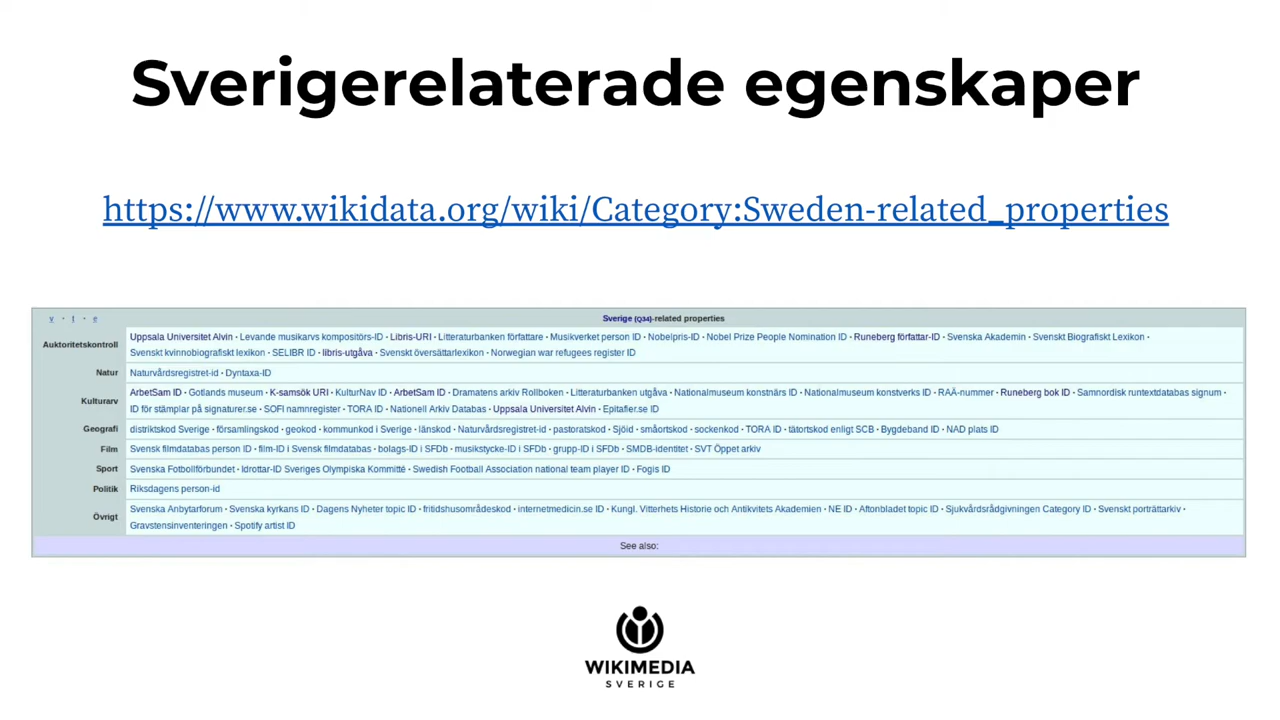 Sverigerelaterade egenskaper
https://www.wikidata.org/wiki/Category:Sweden-related_properties
v · t · e
Sverige (Q34)-related properties
Auktoritetskontroll
Uppsala Universitet Alvin · Levande musikarvs kompositörs-ID · Libris-URI · Litteraturbanken författare · Musikverket person ID · Nobelpris-ID · Nobel Prize People Nomination ID · Runeberg författar-ID · Svenska Akademin · Svenskt Biografiskt Lexikon ·
Svenskt kvinnobiografiskt lexikon · SELIBR ID · libris-utgåva · Svenskt översättarlexikon · Norwegian war refugees register ID
Natur
Naturvårdsregistret-id · Dyntaxa-ID
Kulturarv
ArbetSam ID · Gotlands museum · K-samsök URI · KulturNav ID · ArbetSam ID · Dramatens arkiv Rollboken · Litteraturbanken utgåva · Nationalmuseum konstnärs ID · Nationalmuseum konstverks ID · RAÄ-nummer · Runeberg bok ID · Samnordisk runtextdatabas signum ·
ID för stämplar på signaturer.se · SOFI namnregister · TORA ID · Nationell Arkiv Databas · Uppsala Universitet Alvin · Epitafier.se ID
Geografi
distriktskod Sverige · församlingskod · geokod · kommunkod i Sverige · länskod · Naturvårdsregistret-id · pastoratskod · Sjöid · småortskod · sockenkod · TORA ID · tätortskod enligt SCB · Bygdeband ID · NAD plats ID
Film
Svensk filmdatabas person ID · film-ID i Svensk filmdatabas · bolags-ID i SFDb · musikstycke-ID i SFDb · grupp-ID i SFDb · SMDB-identitet · SVT Öppet arkiv
Sport
Svenska Fotbollförbundet · Idrottar-ID Sveriges Olympiska Kommitté · Swedish Football Association national team player ID · Fogis ID
Politik
Riksdagens person-id
Övrigt
Svenska Anbytarforum · Svenska kyrkans ID · Dagens Nyheter topic ID · fritidshusområdeskod · internetmedicin.se ID · Kungl. Vitterhets Historie och Antikvitets Akademien · NE ID · Aftonbladet topic ID · Sjukvårdsrådgivningen Category ID · Svenskt porträttarkiv ·
Gravstensinventeringen · Spotify artist ID
See also:
WIKIMEDIA
SVERIGE